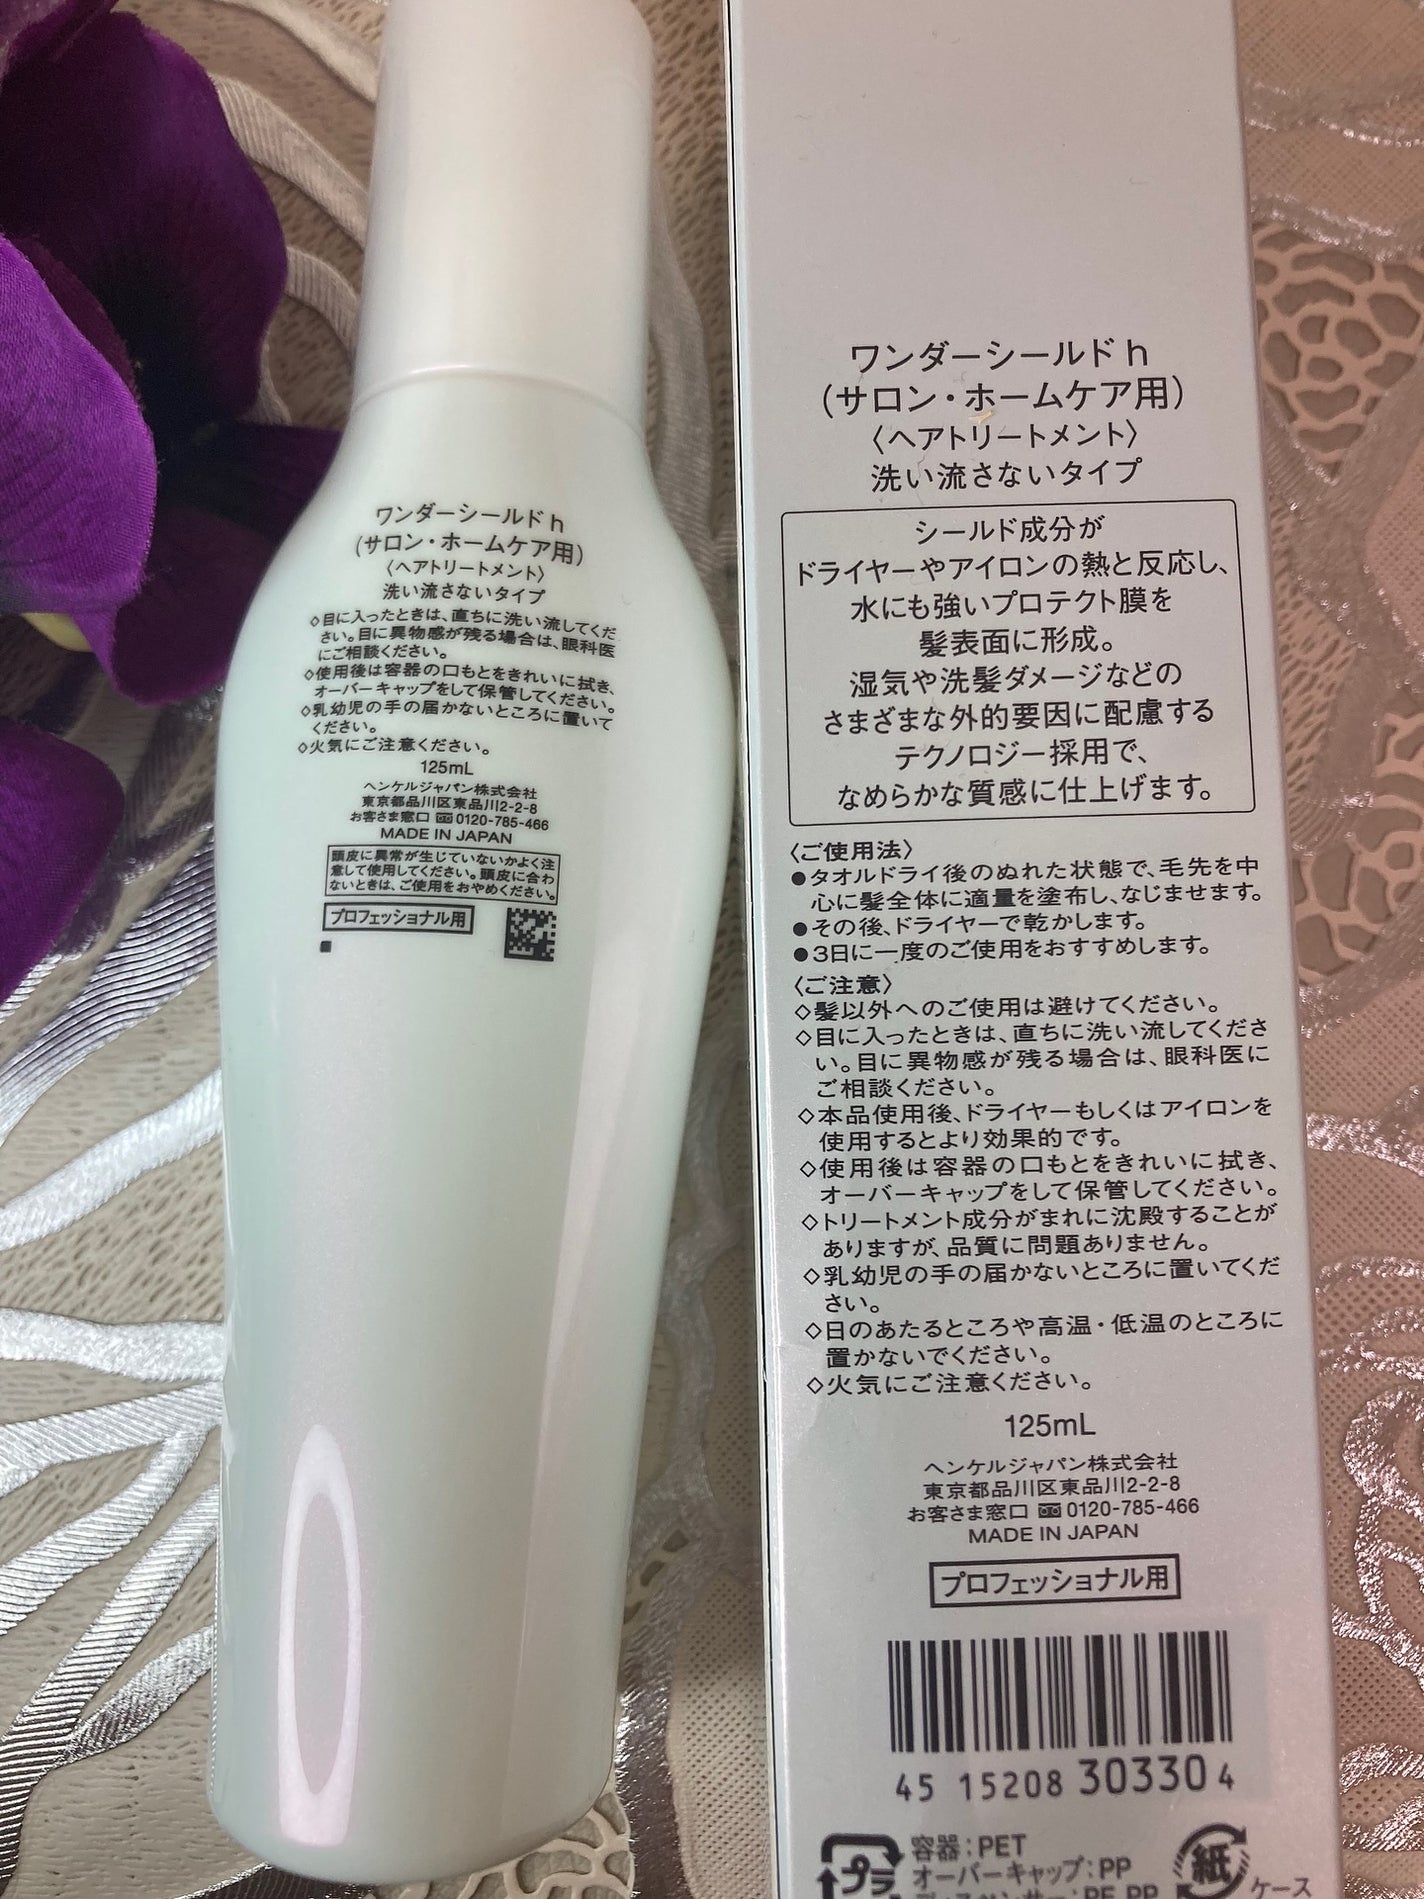 ワンダーシールド h
(サロン・ホームケア用)
〈ヘアトリートメント〉
洗い流さないタイプ
◇目に入ったときは、直ちに洗い流してくだ
さい。目に異物感が残る場合は、眼科医
にご相談ください。
◇使用後は容器の口もとをきれいに拭き、
オーバーキャップをして保管してください。
◇乳幼児の手の届かないところに置いて
ください。
◇火気にご注意ください。
125mL
ヘンケルジャパン株式会社
東京都品川区東品川2-2-8
お客さま窓口 0120-785-466
MADE IN JAPAN
頭皮に異常が生じていないかよく注
意して使用してください。頭皮に合わ
ないときは、ご使用をおやめください。
プロフェッショナル用
ワンダーシールド h
(サロン・ホームケア用)
〈ヘアトリートメント〉
洗い流さないタイプ
シールド成分が
ドライヤーやアイロンの熱と反応し、
水にも強いプロテクト膜を
髪表面に形成。
湿気や洗髪ダメージなどの
さまざまな外的要因に配慮する
テクノロジー採用で、
なめらかな質感に仕上げます。
〈ご使用法〉
●タオルドライ後のぬれた状態で、毛先を中
心に髪全体に適量を塗布し、なじませます。
●その後、ドライヤーで乾かします。
●3日に一度のご使用をおすすめします。
〈ご注意〉
◇髪以外へのご使用は避けてください。
◇目に入ったときは、直ちに洗い流してくださ
い。目に異物感が残る場合は、眼科医に
ご相談ください。
◇本品使用後、ドライヤーもしくはアイロンを
使用するとより効果的です。
◇使用後は容器の口もとをきれいに拭き、
オーバーキャップをして保管してください。
◇トリートメント成分がまれに沈殿することが
ありますが、品質に問題ありません。
◇乳幼児の手の届かないところに置いてくだ
さい。
◇日のあたるところや高温・低温のところに
置かないでください。
◇火気にご注意ください。
125mL
ヘンケルジャパン株式会社
東京都品川区東品川2-2-8
お客さま窓口 0120-785-466
MADE IN JAPAN
プロフェッショナル用
45 15208 30330 4
プラ
容器:PET
オーバーキャップ:PP
ディスペンサー:PE,PP
紙
ケース